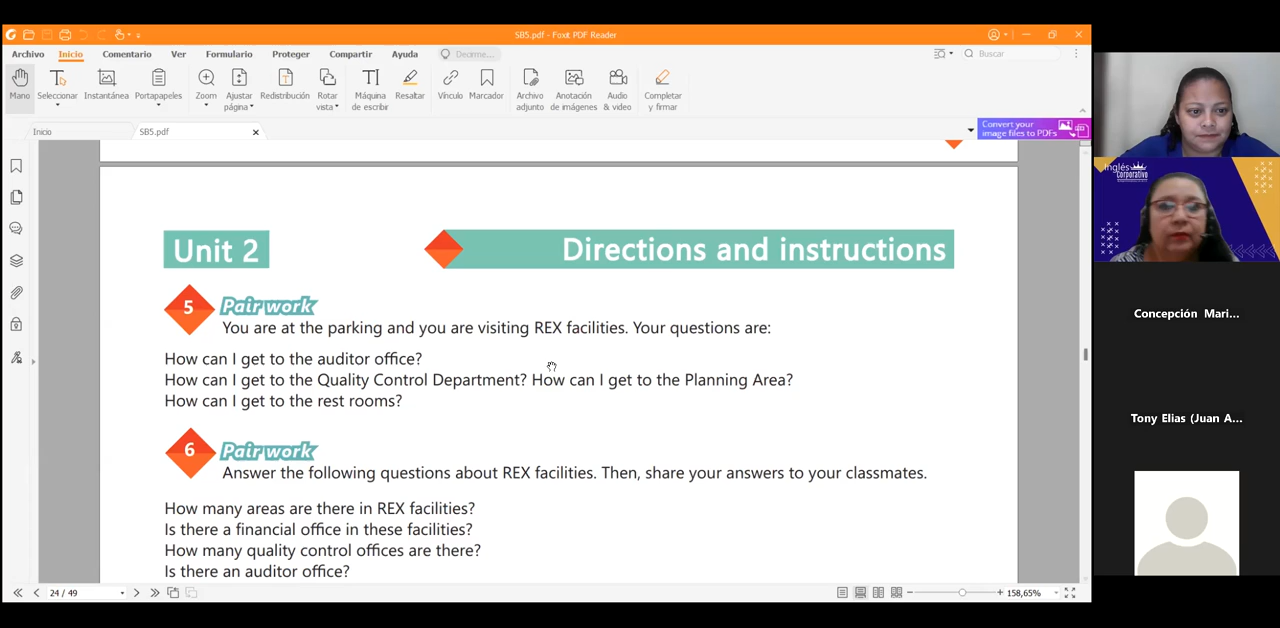 SB5.pdf - Foxit PDF Reader
Archivo Inicio Comentario Ver Formulario Proteger Compartir Ayuda Decirme... Buscar
Mano Seleccionar Instantánea Portapapeles Zoom Ajustar página Redistribución Rotar vista Máquina de escribir Resaltar Vínculo Marcador Archivo adjunto Anotación de imágenes Audio & video Completar y firmar
Inicio SB5.pdf
Convert your
image files to PDFs
Unit 2 Directions and instructions
5 Pair work
You are at the parking and you are visiting REX facilities. Your questions are:
How can I get to the auditor office?
How can I get to the Quality Control Department? How can I get to the Planning Area?
How can I get to the rest rooms?
6 Pair work
Answer the following questions about REX facilities. Then, share your answers to your classmates.
How many areas are there in REX facilities?
Is there a financial office in these facilities?
How many quality control offices are there?
Is there an auditor office?
24 / 49
158,65%
Inglés
Corporativo
Concepción Mari...
Tony Elias (Juan A...